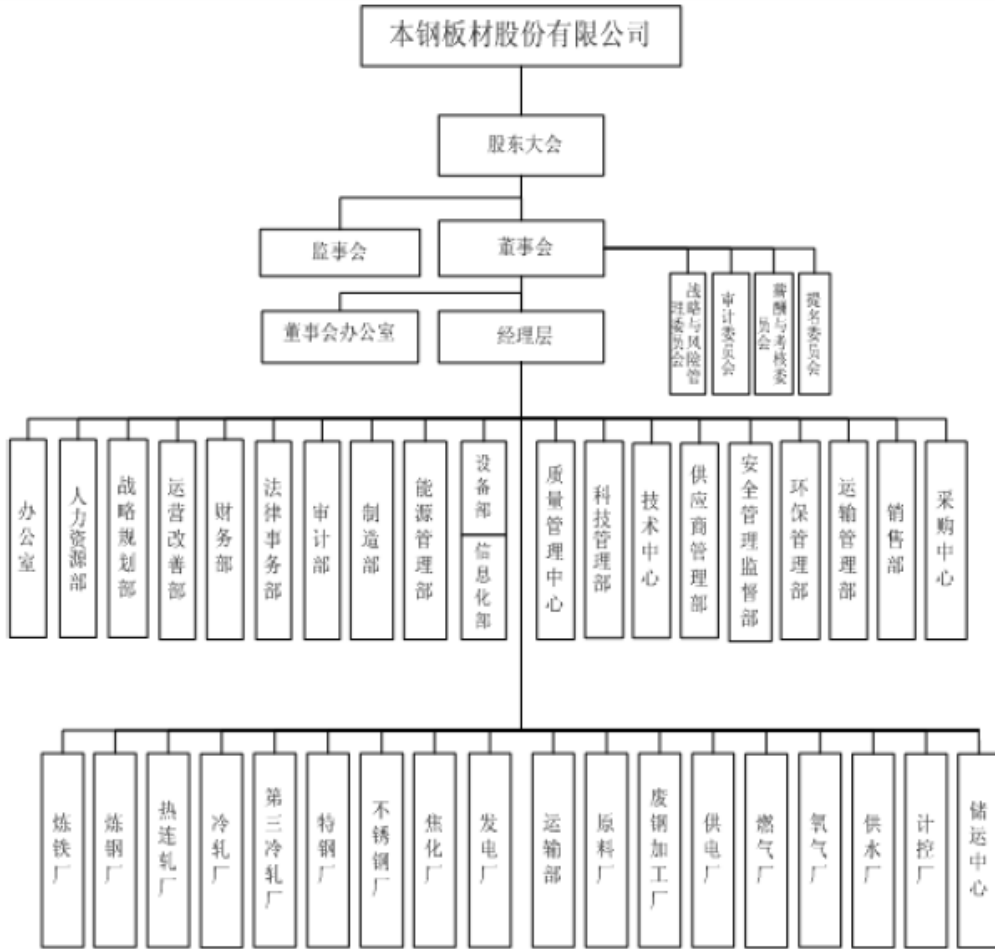 本钢板材股份有限公司
股东大会
监事会
董事会
董事会办公室
经理层
战略与风险管
理委员会
审计委员会
薪酬与考核委
员会
提名委员会
办公室
人力资源部
战略规划部
运营改善部
财务部
法律事务部
审计部
制造部
能源管理部
设备部
信息化部
质量管理中心
科技管理部
技术中心
供应商管理部
安全管理监督部
环保管理部
运输管理部
销售部
采购中心
炼铁厂
炼钢厂
热连轧厂
冷轧厂
第三冷轧厂
特钢厂
不锈钢厂
焦化厂
发电厂
运输部
原料厂
废钢加工厂
供电厂
燃气厂
氧气厂
供水厂
计控厂
储运中心